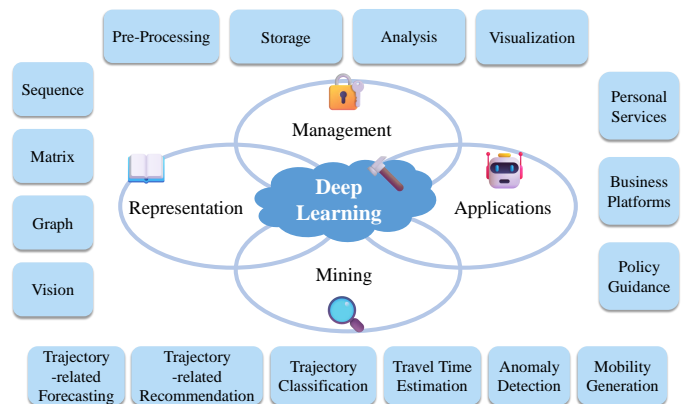 Pre-Processing
Storage
Analysis
Visualization
Sequence
Matrix
Graph
Vision
Management
Representation
Deep
Learning
Applications
Mining
Personal
Services
Business
Platforms
Policy
Guidance
Trajectory
-related
Forecasting
Trajectory
-related
Recommendation
Trajectory
Classification
Travel Time
Estimation
Anomaly
Detection
Mobility
Generation